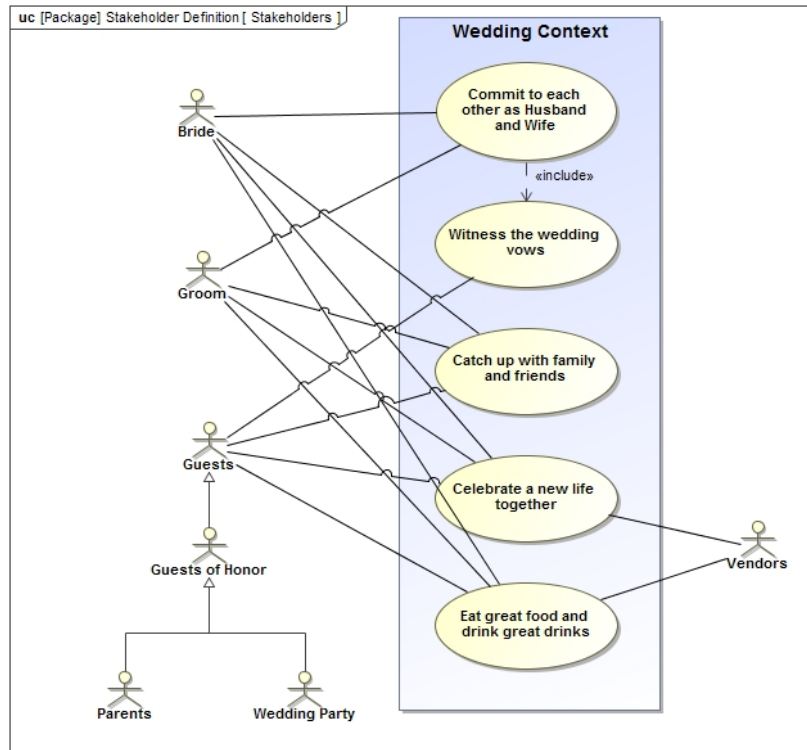 uc [Package] Stakeholder Definition [ Stakeholders ]
Wedding Context
Commit to each
other as Husband
and Wife
Bride
«include»
Witness the wedding
vows
Groom
Catch up with family
and friends
Guests
Celebrate a new life
together
Guests of Honor
Vendors
Eat great food and
drink great drinks
Parents
Wedding Party